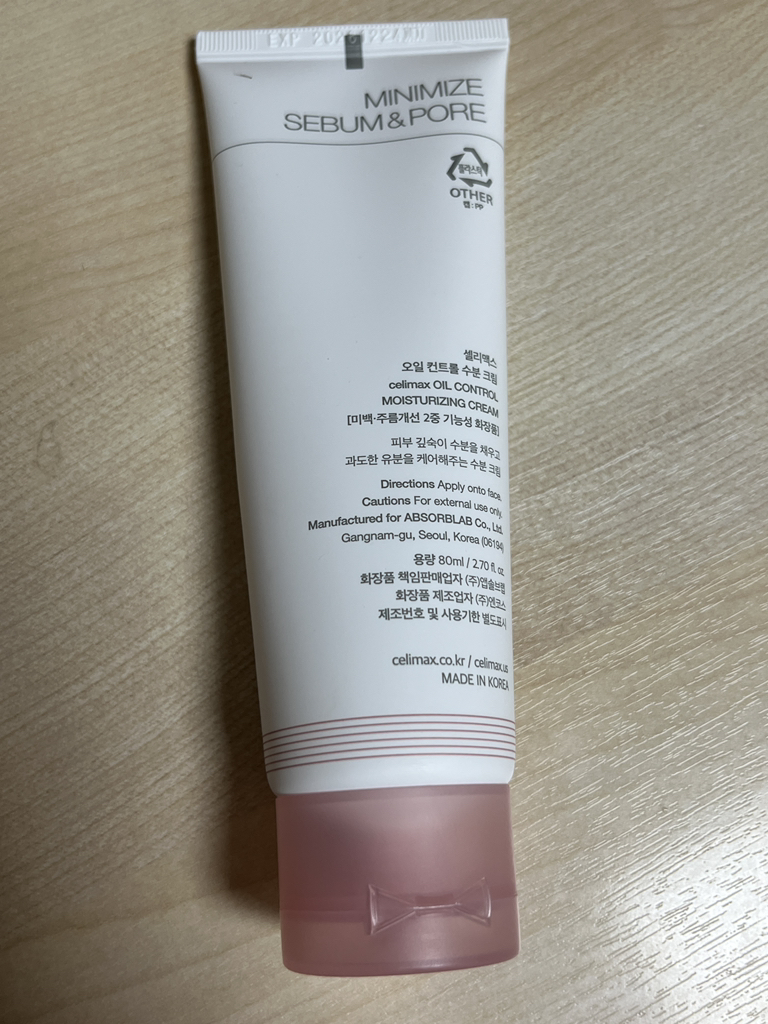 EXP
MINIMIZE
SEBUM & PORE
플라스틱
OTHER
캡 : PP
셀리맥스
오일 컨트롤 수분 크림
celimax OIL CONTROL
MOISTURIZING CREAM
[미백·주름개선 2중 기능성 화장품]
피부 깊숙이 수분을 채우고
과도한 유분을 케어해주는 수분 크림
Directions Apply onto face.
Cautions For external use only.
Manufactured for ABSORBLAB Co., Ltd.
Gangnam-gu, Seoul, Korea (06194)
용량 80ml / 2.70 fl. oz.
화장품 책임판매업자 (주)앱솔브랩
화장품 제조업자 (주)엔코스
제조번호 및 사용기한 별도표시
celimax.co.kr / celimax.us
MADE IN KOREA